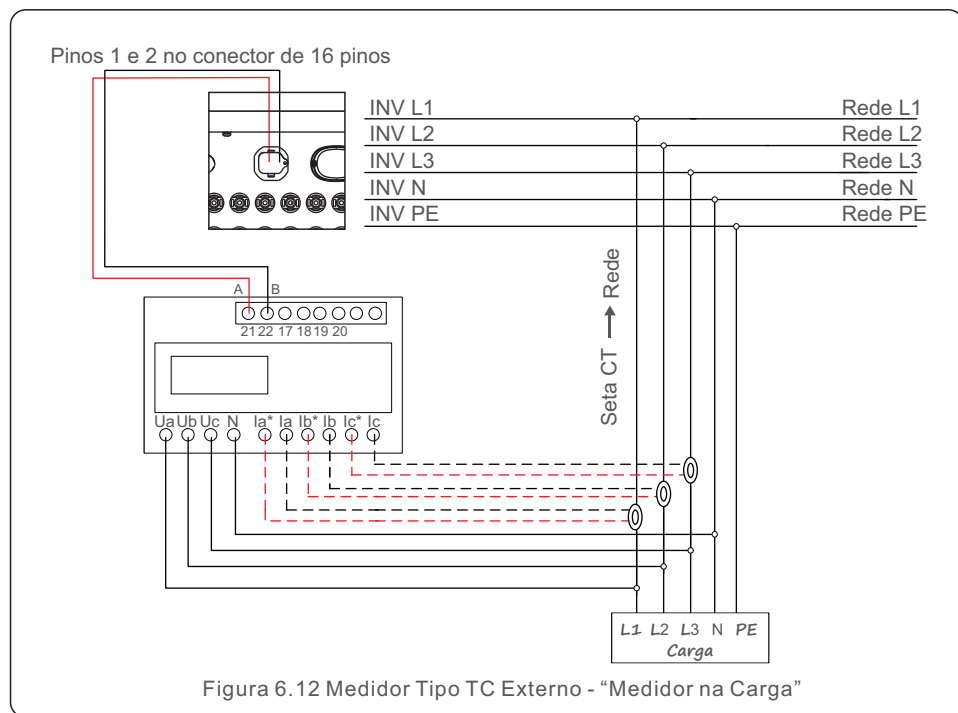 Pinos 1 e 2 no conector de 16 pinos
INV L1 Rede L1
INV L2 Rede L2
INV L3 Rede L3
INV N Rede N
INV PE Rede PE
Seta CT → Rede
A B
21 22 17 18 19 20
Ua Ub Uc N Ia* Ia Ib* Ib Ic* Ic
L1 L2 L3 N PE
Carga
Figura 6.12 Medidor Tipo TC Externo - “Medidor na Carga”